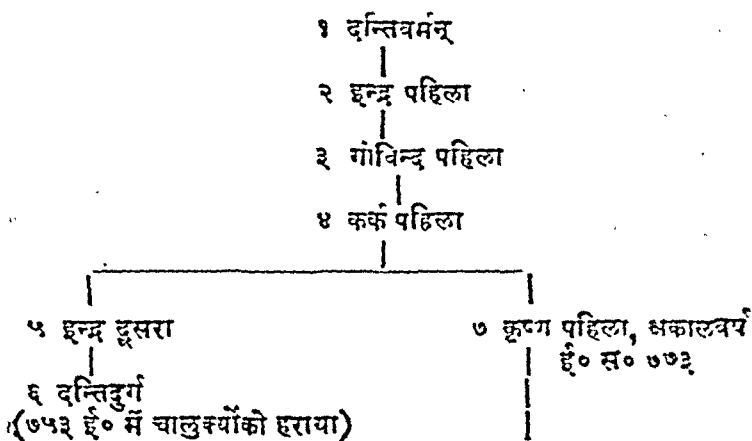 १ दन्तिवर्मन्
२ इन्द्र पहिला
३ गोविन्द पहिला
४ कर्क पहिला
५ इन्द्र दूसरा
७ कृष्ण पहिला, अकालवर्ष
ई० स० ७७३
६ दन्तिदुर्ग
(७५३ ई० में चालुक्योंको हराया)